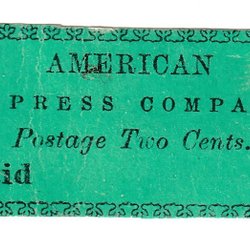 AMERICAN
PRESS COMPA
Postage Two Cents.
id